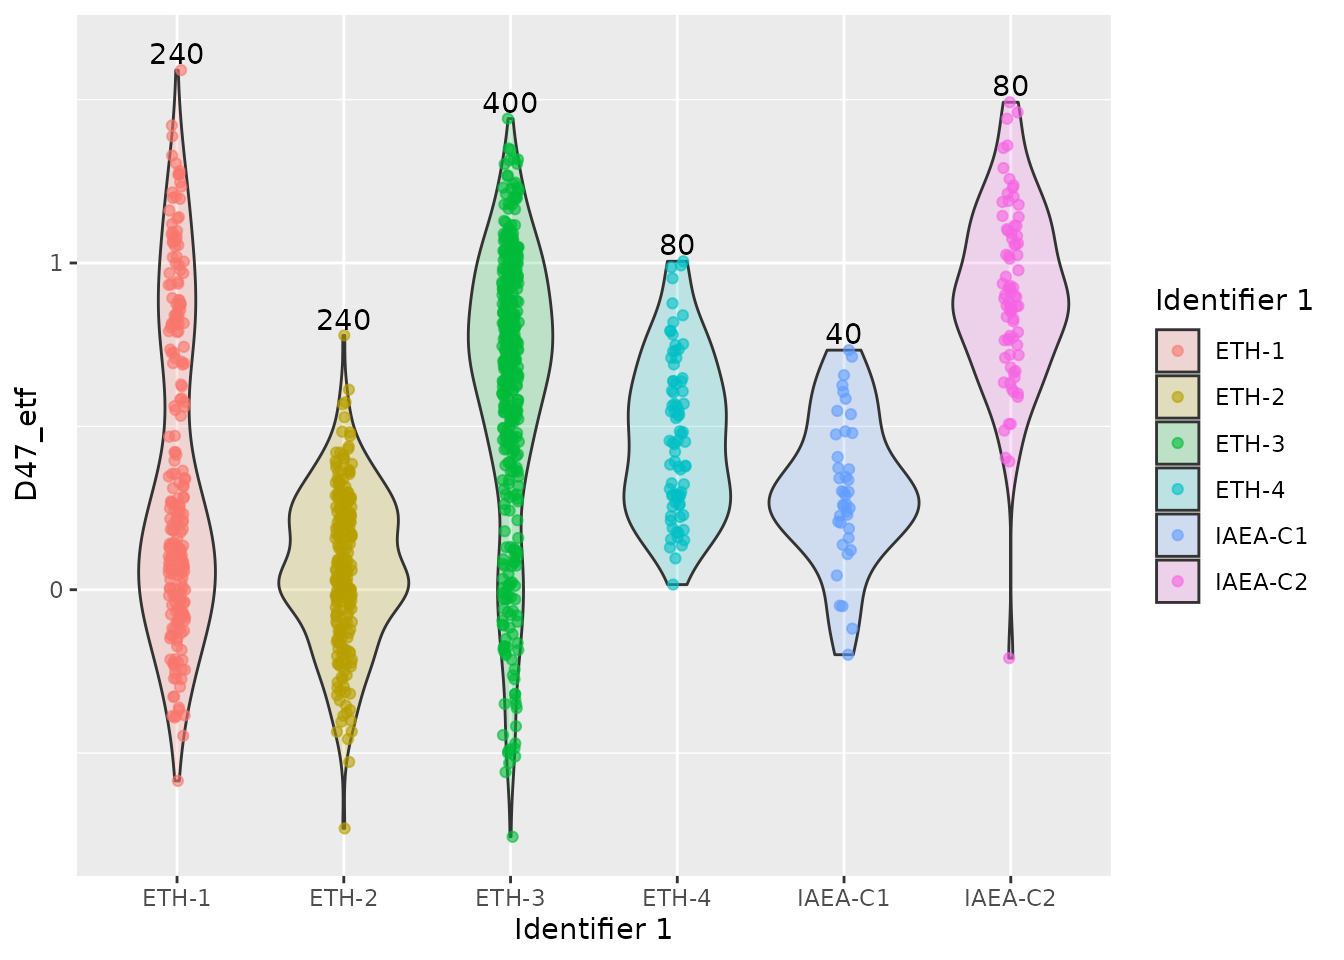 240
400
80
240
80
40
1
0
D47_etf
ETH-1
ETH-2
ETH-3
ETH-4
IAEA-C1
IAEA-C2
Identifier 1
Identifier 1
ETH-1
ETH-2
ETH-3
ETH-4
IAEA-C1
IAEA-C2